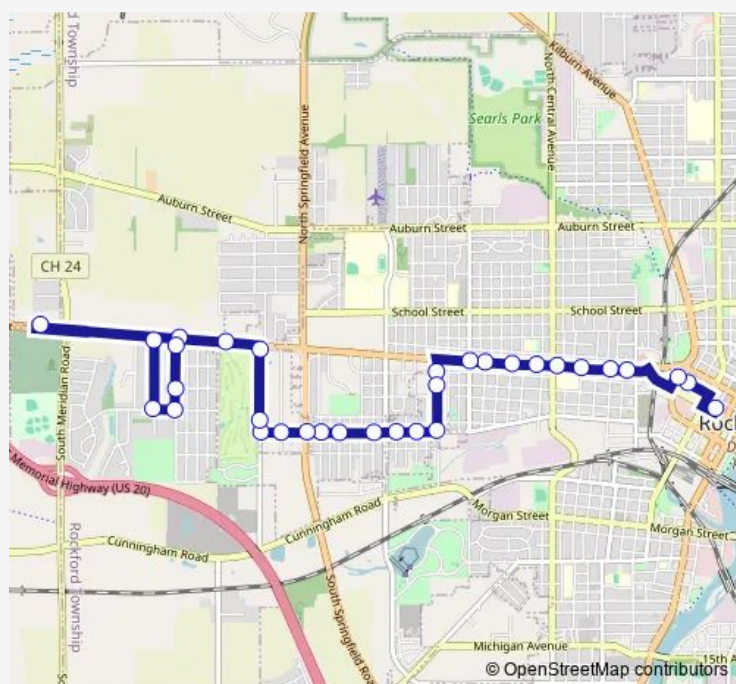 d Township
Kilburn Avenue
Searls Park
North Central Avenue
North Springfield Avenue
Auburn Street
Auburn Street
Auburn Street
CH 24
School Street
School Street
South Meridian Road
Rock
Memorial Highway (US 20)
Morgan Street
Cunningham Road
Morgan Street
Cunningham Road
Rockford Township
South Springfield Roa
Michigan Avenue
15th A
© OpenStreetMap contributors